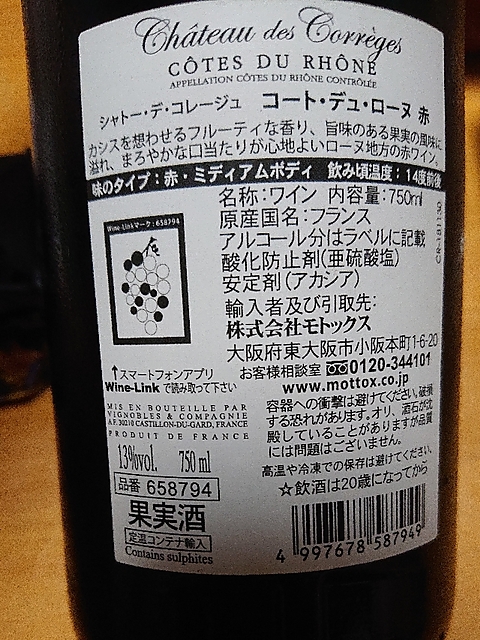 Château des Corrèges
CÔTES DU RHÔNE
APPELLATION CÔTES DU RHÔNE CONTRÔLÉE
シャトー・デ・コレージュ コート・デュ・ローヌ 赤
カシスを想わせるフルーティな香り、旨味のある果実の風味に
溢れ、まろやかな口当たりが心地よいローヌ地方の赤ワイン。
味のタイプ：赤・ミディアムボディ 飲み頃温度：14度前後
Wine-Linkマーク：658794
名称：ワイン 内容量：750ml
原産国名：フランス
アルコール分はラベルに記載
酸化防止剤(亜硫酸塩)
安定剤(アカシア)
輸入者及び引取先：
株式会社モトックス
大阪府東大阪市小阪本町1-6-20
お客様相談室 0120-344101
www.mottox.co.jp
↑スマートフォンアプリ
Wine-Link で読み取って下さい
MIS EN BOUTEILLE PAR
VIGNOBLES & COMPAGNIE
AF. 30210 CASTILLON-DU-GARD, FRANCE
PRODUIT DE FRANCE
13%vol. 750 ml
品番 658794
果実酒
定温コンテナ輸入
Contains sulphites
容器への衝撃は避けてください。破損
する恐れがあります。オリ、酒石が沈
殿していることがありますが品質
には問題はございません。
高温や冷凍での保存は避けてください。
☆飲酒は20歳になってから
4 997678 587949